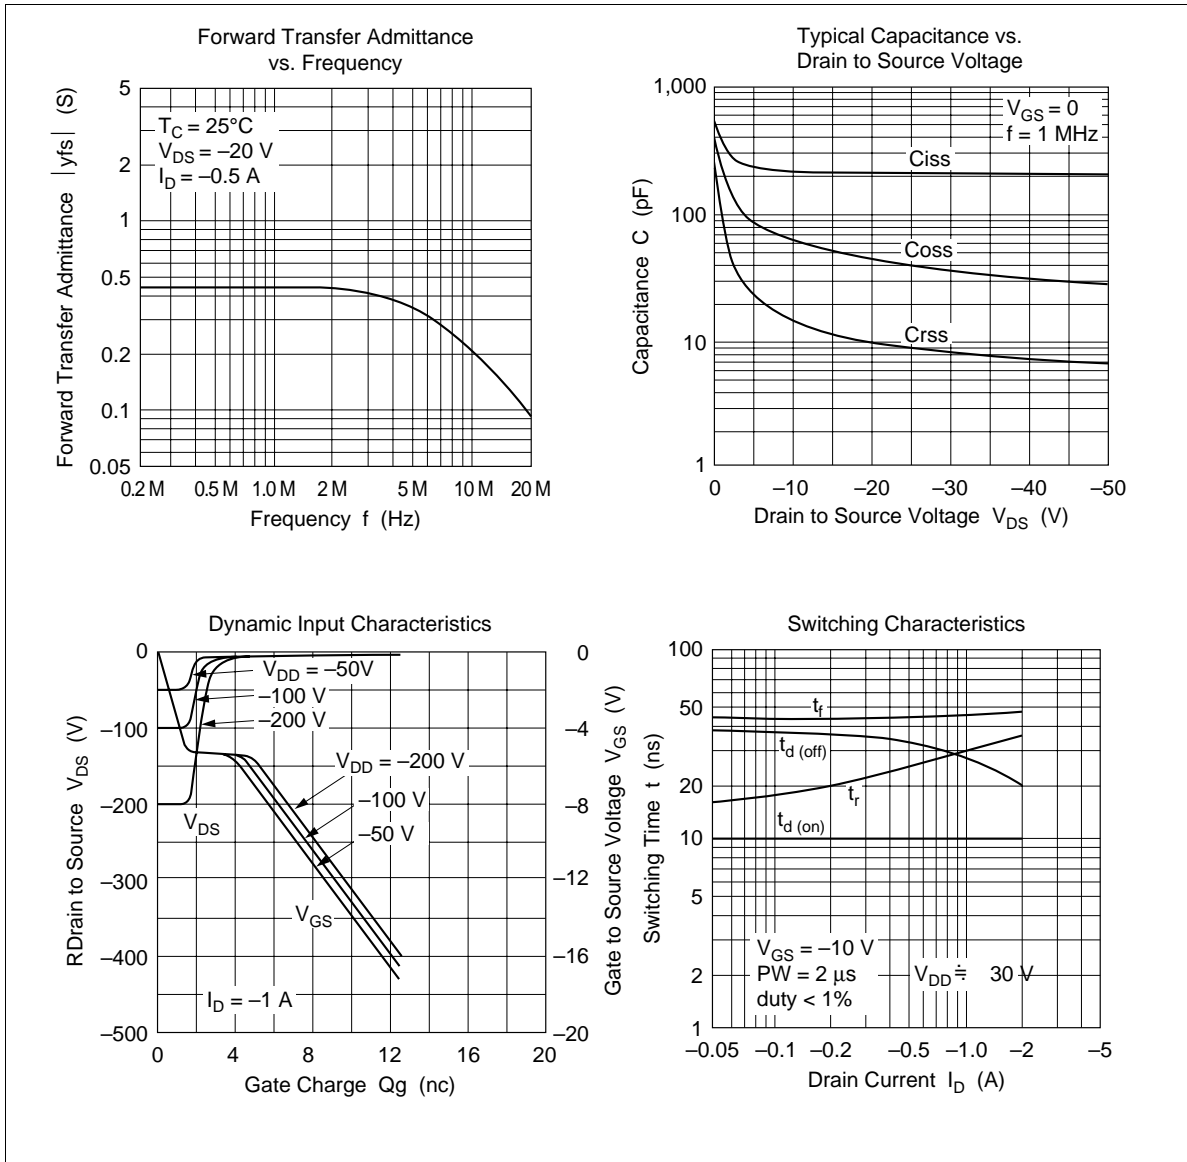 Forward Transfer Admittance
vs. Frequency
Forward Transfer Admittance |yfs| (S)
5
2
1
0.5
0.2
0.1
0.05
T_C = 25°C
V_DS = –20 V
I_D = –0.5 A
0.2 M 0.5 M 1.0 M 2 M 5 M 10 M 20 M
Frequency f (Hz)
Typical Capacitance vs.
Drain to Source Voltage
Capacitance C (pF)
1,000
100
10
1
V_GS = 0
f = 1 MHz
Ciss
Coss
Crss
0 –10 –20 –30 –40 –50
Drain to Source Voltage V_DS (V)
Dynamic Input Characteristics
RDrain to Source V_DS (V)
0
–100
–200
–300
–400
–500
V_DD = –50V
–100 V
–200 V
V_DD = –200 V
–100 V
–50 V
V_DS
V_GS
I_D = –1 A
0
–4
–8
–12
–16
–20
Gate to Source Voltage V_GS (V)
0 4 8 12 16 20
Gate Charge Qg (nc)
Switching Characteristics
Switching Time t (ns)
100
50
20
10
5
2
1
t_f
t_d (off)
t_r
t_d (on)
V_GS = –10 V
PW = 2 µs V_DD ≒ 30 V
duty < 1%
–0.05 –0.1 –0.2 –0.5 –1.0 –2 –5
Drain Current I_D (A)